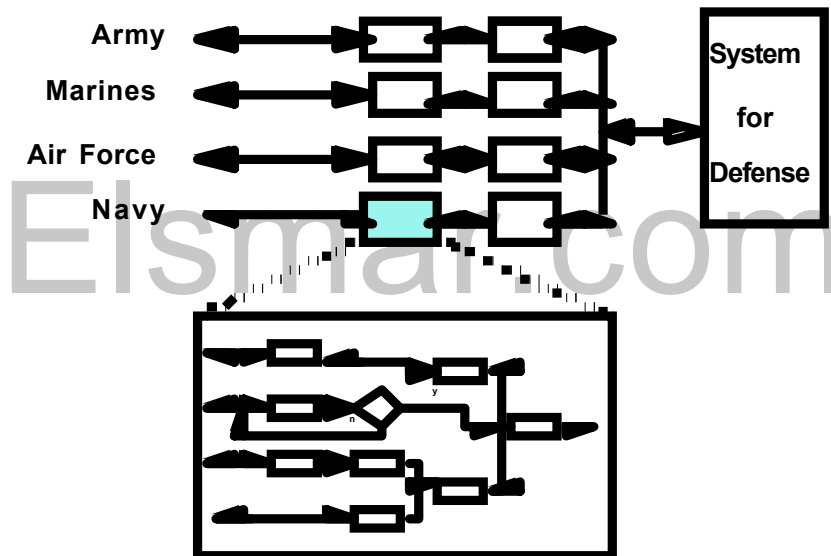 Army
Marines
Air Force
Navy
System
for
Defense
Elsmar.com
y
n